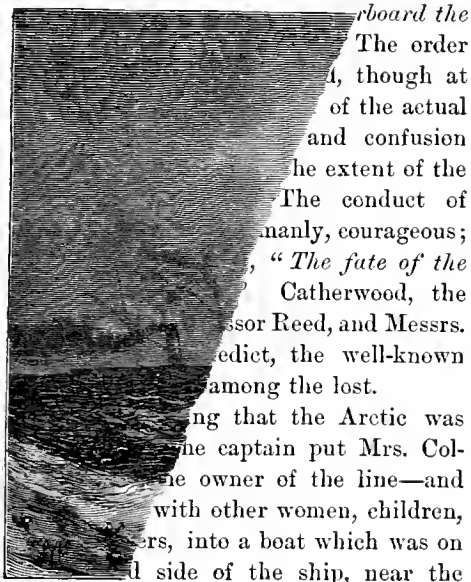 rboard the
The order
, though at
of the actual
and confusion
he extent of the
The conduct of
manly, courageous;
, “The fate of the
Catherwood, the
ssor Reed, and Messrs.
edict, the well-known
among the lost.
ng that the Arctic was
he captain put Mrs. Col-
e owner of the line—and
with other women, children,
ers, into a boat which was on
d side of the ship, near the